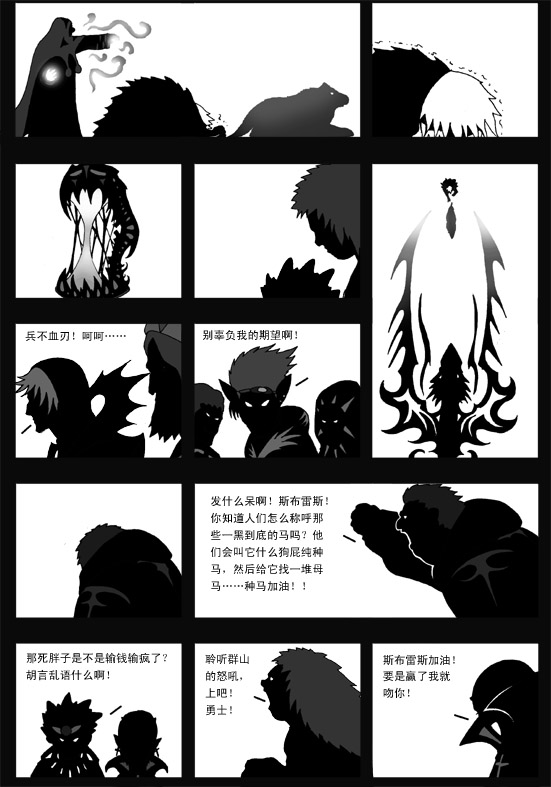 兵不血刃！呵呵……
别辜负我的期望啊！
发什么呆啊！斯布雷斯！
你知道人们怎么称呼那
些一黑到底的马吗？他
们会叫它什么狗屁纯种
马，然后给它找一堆母
马……种马加油！！
那死胖子是不是输钱输疯了？
胡言乱语什么啊！
聆听群山
的怒吼，
上吧！
勇士！
斯布雷斯加油！
要是赢了我就
吻你！